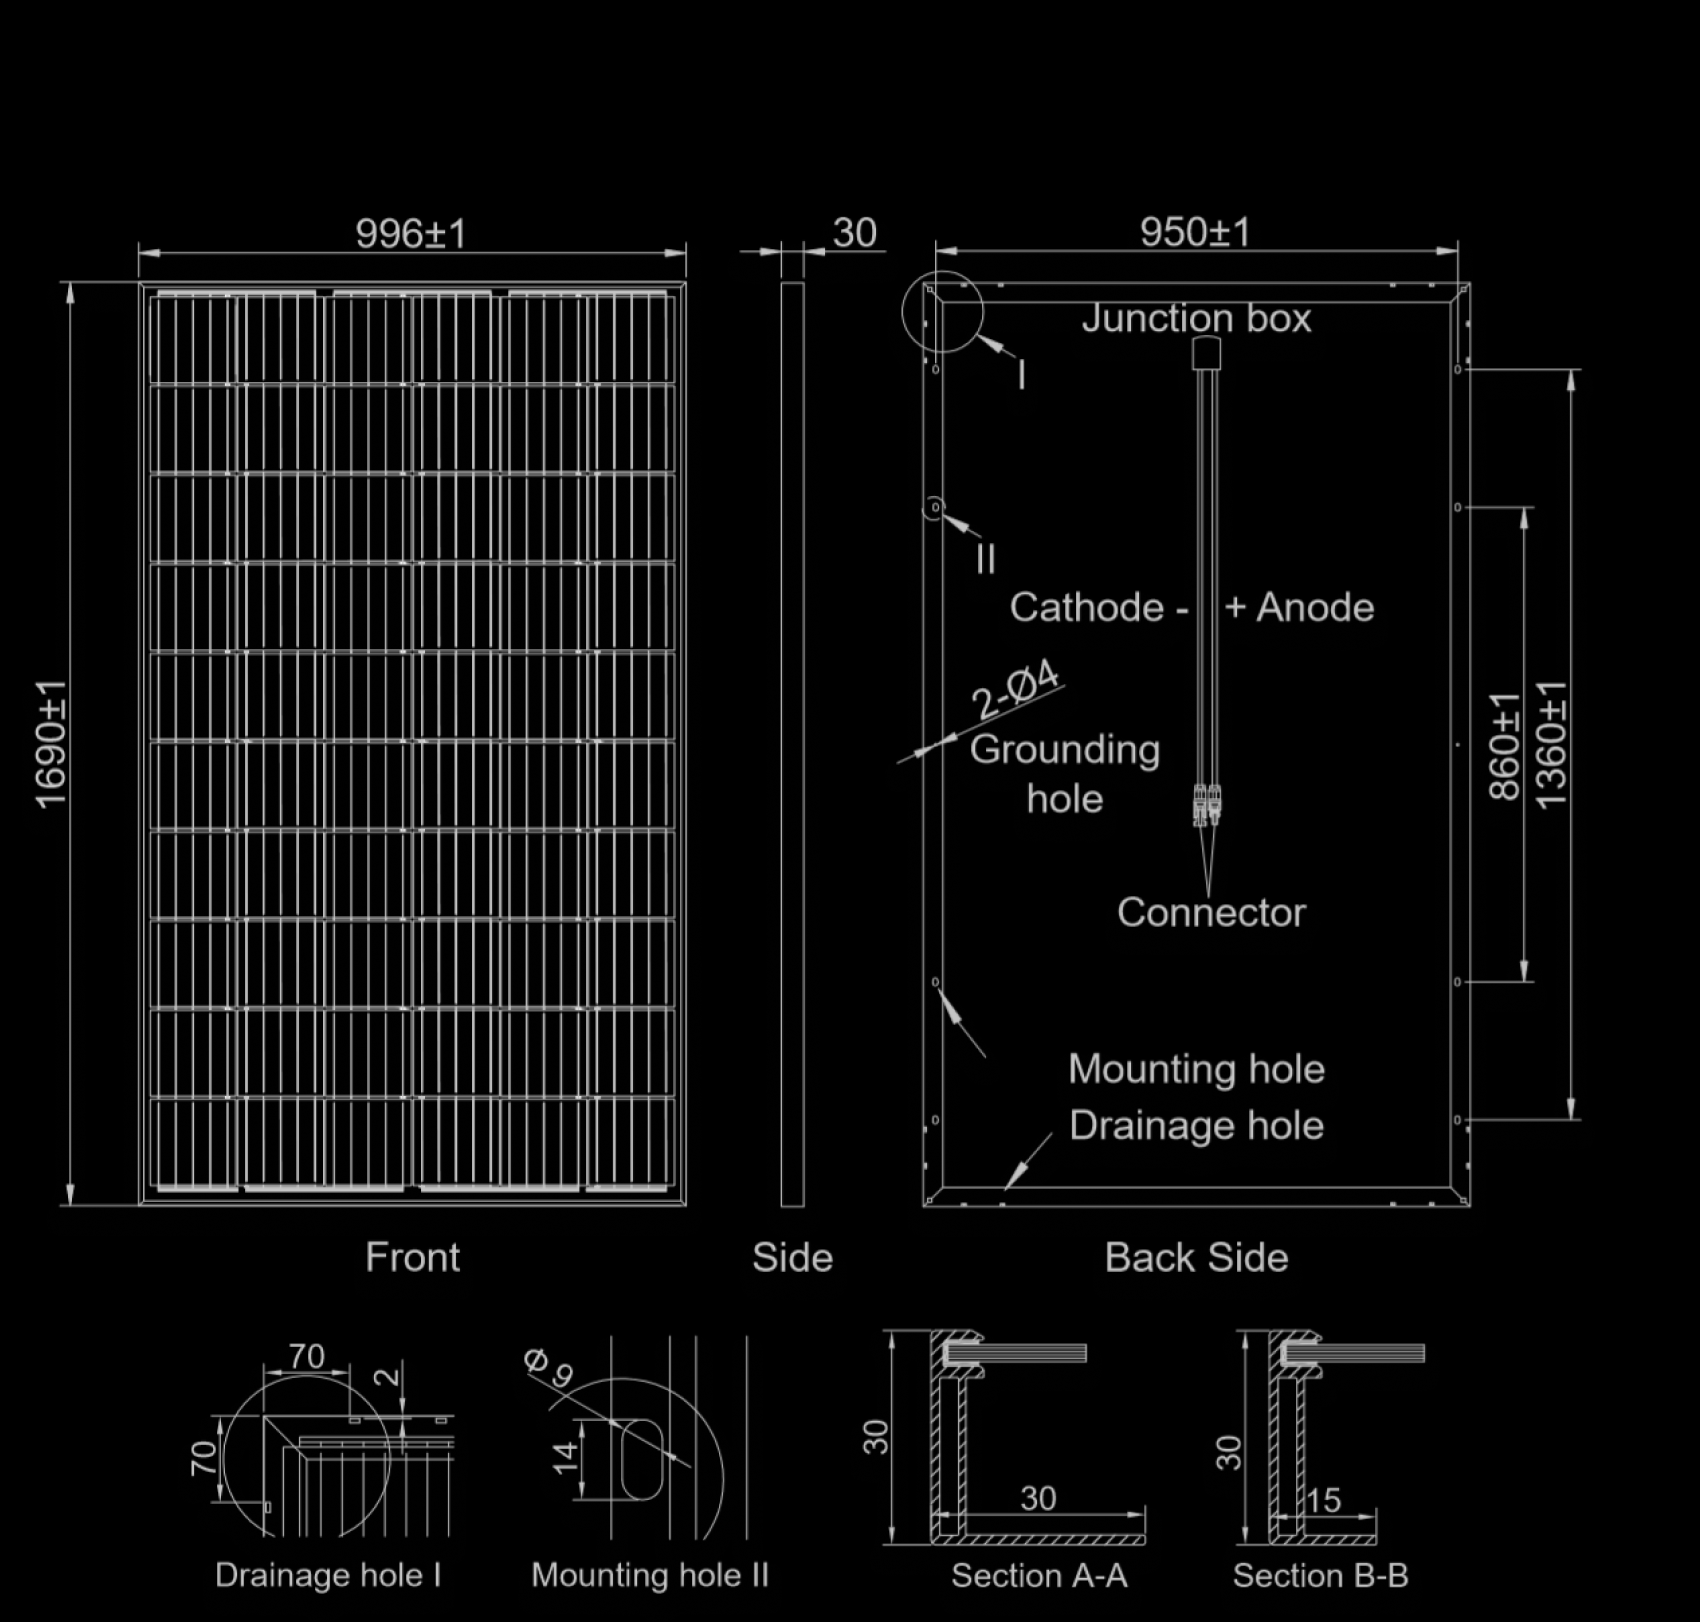 996±1
30
950±1
Junction box
I
II
Cathode - + Anode
2-Ø4
Grounding
hole
1690±1
860±1
1360±1
Connector
Mounting hole
Drainage hole
Front
Side
Back Side
70
2
70
Φ 9
14
30
30
30
15
Drainage hole I
Mounting hole II
Section A-A
Section B-B